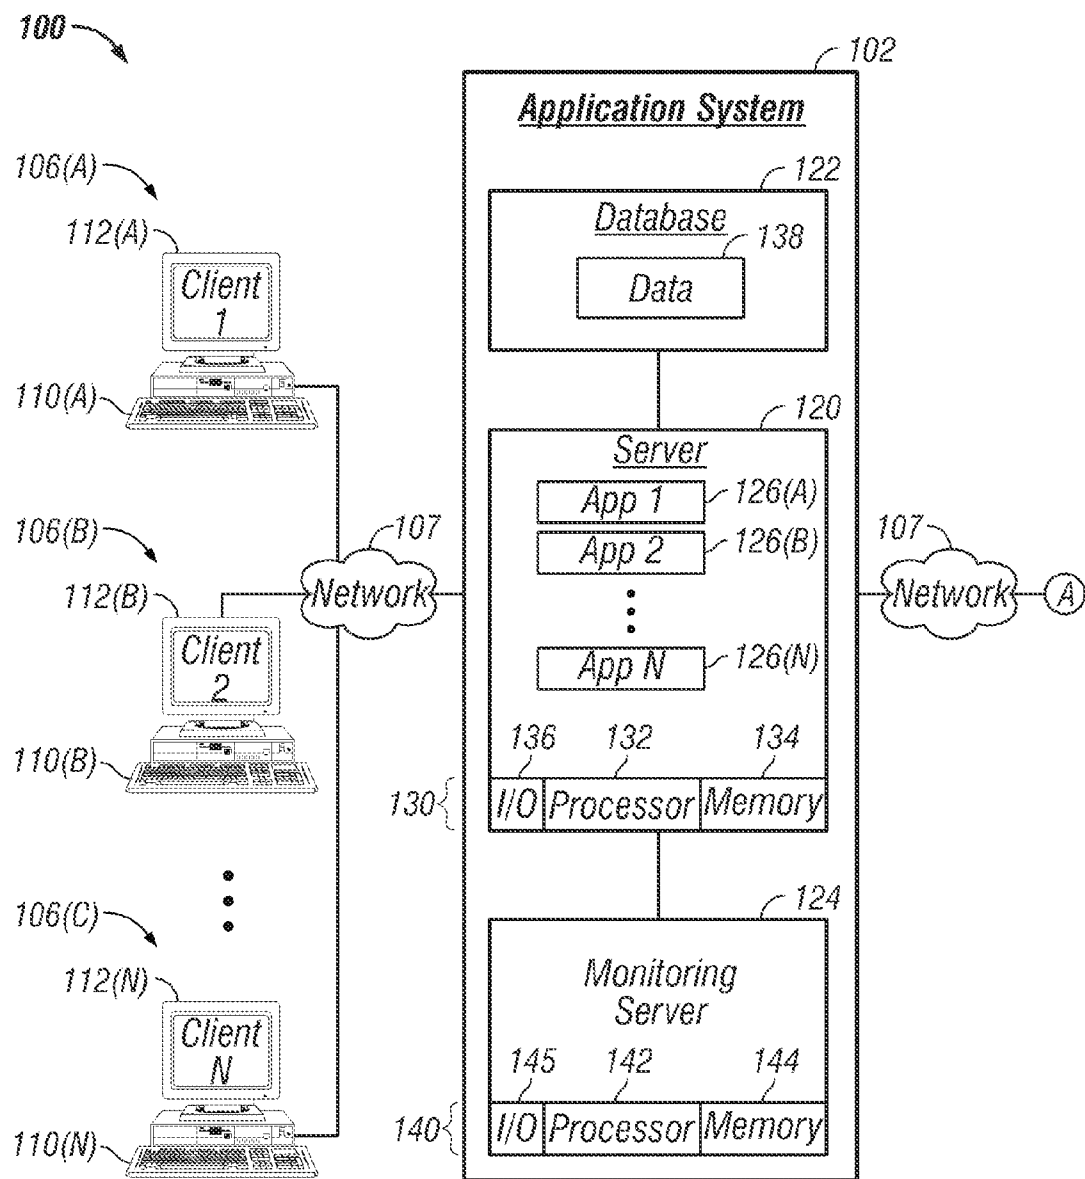 100
102
Application System
106(A)
112(A)
Client
1
110(A)
122
Database
138
Data
120
Server
App 1
126(A)
App 2
126(B)
App N
126(N)
106(B)
107
Network
107
Network
A
112(B)
Client
2
110(B)
136
132
134
130
I/O
Processor
Memory
106(C)
112(N)
Client
N
110(N)
124
Monitoring
Server
145
142
144
140
I/O
Processor
Memory